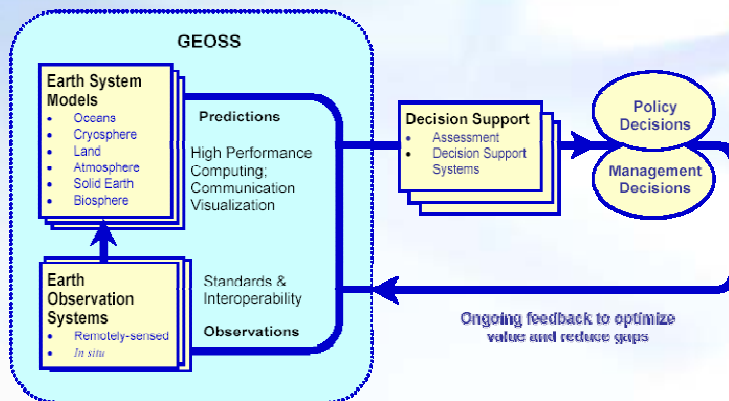 GEOSS
Earth System
Models
• Oceans
• Cryosphere
• Land
• Atmosphere
• Solid Earth
• Biosphere
Predictions
High Performance
Computing;
Communication
Visualization
Earth
Observation
Systems
• Remotely-sensed
• In situ
Standards &
Interoperability
Observations
Decision Support
• Assessment
• Decision Support
Systems
Policy
Decisions
Management
Decisions
Ongoing feedback to optimize
value and reduce gaps